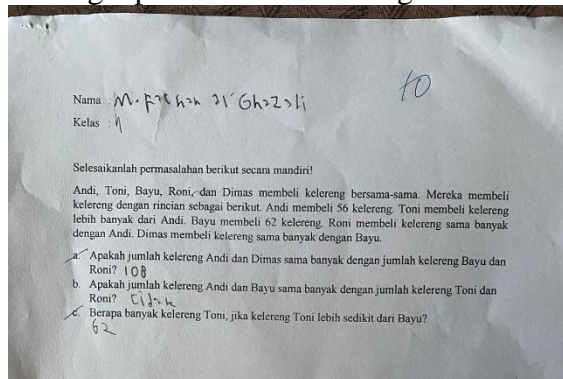 Nama : M. Farhan Al Ghazali
10
Kelas : 4
Selesaikanlah permasalahan berikut secara mandiri!
Andi, Toni, Bayu, Roni, dan Dimas membeli kelereng bersama-sama. Mereka membeli
kelereng dengan rincian sebagai berikut. Andi membeli 56 kelereng. Toni membeli kelereng
lebih banyak dari Andi. Bayu membeli 62 kelereng. Roni membeli kelereng sama banyak
dengan Andi. Dimas membeli kelereng sama banyak dengan Bayu.
a. Apakah jumlah kelereng Andi dan Dimas sama banyak dengan jumlah kelereng Bayu dan
Roni? 108
b. Apakah jumlah kelereng Andi dan Bayu sama banyak dengan jumlah kelereng Toni dan
Roni? tidak
c. Berapa banyak kelereng Toni, jika kelereng Toni lebih sedikit dari Bayu?
62